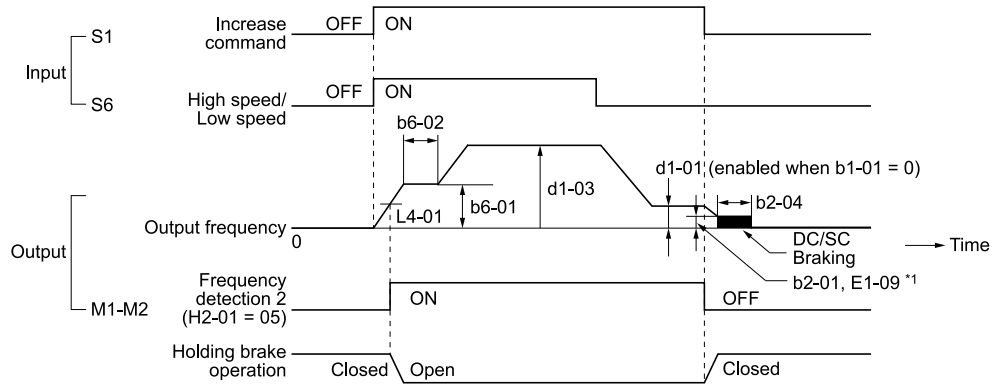 Input
S1
Increase
command
OFF
ON
S6
High speed/
Low speed
OFF
ON
b6-02
L4-01
b6-01
d1-03
d1-01 (enabled when b1-01 = 0)
b2-04
DC/SC
Braking
b2-01, E1-09 *1
Output
Output frequency
0
Time
M1-M2
Frequency
detection 2
(H2-01 = 05)
ON
OFF
Holding brake
operation
Closed
Open
Closed